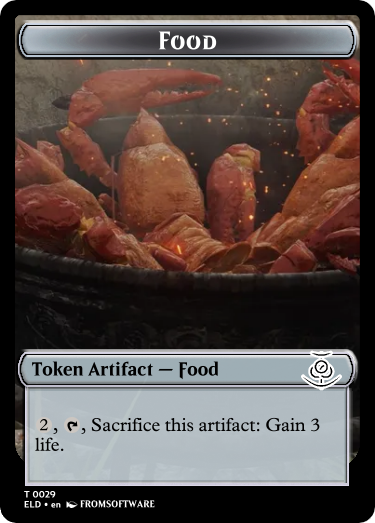 Food
Token Artifact — Food
2, , Sacrifice this artifact: Gain 3
life.
T 0029
ELD • en FROMSOFTWARE